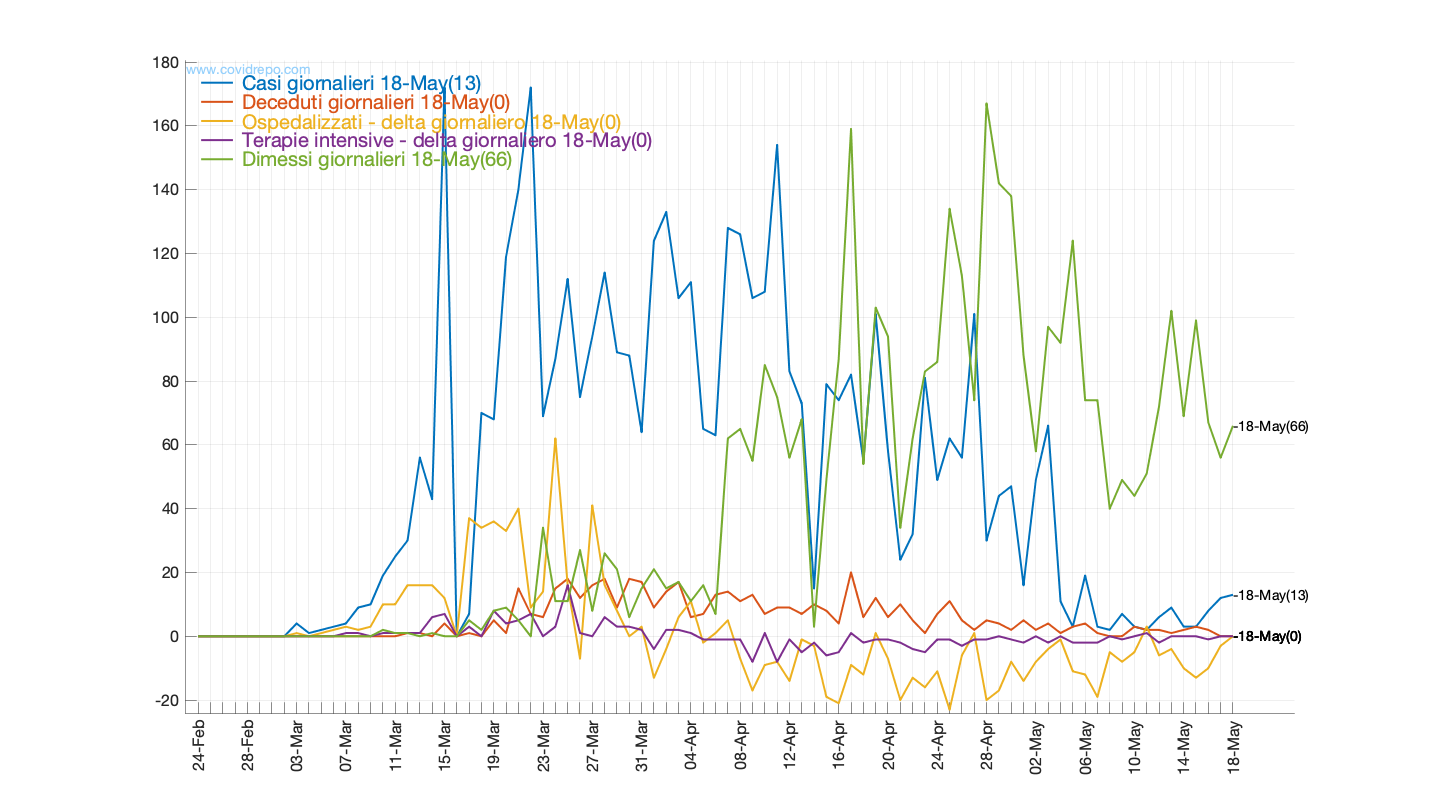 180
www.covidrepo.com
Casi giornalieri 18-May(13)
Deceduti giornalieri 18-May(0)
Ospedalizzati - delta giornaliero 18-May(0)
Terapie intensive - delta giornaliero 18-May(0)
Dimessi giornalieri 18-May(66)
160
140
120
100
80
60
40
20
0
-20
-18-May(66)
-18-May(13)
-18-May(0)
24-Feb
28-Feb
03-Mar
07-Mar
11-Mar
15-Mar
19-Mar
23-Mar
27-Mar
31-Mar
04-Apr
08-Apr
12-Apr
16-Apr
20-Apr
24-Apr
28-Apr
02-May
06-May
10-May
14-May
18-May